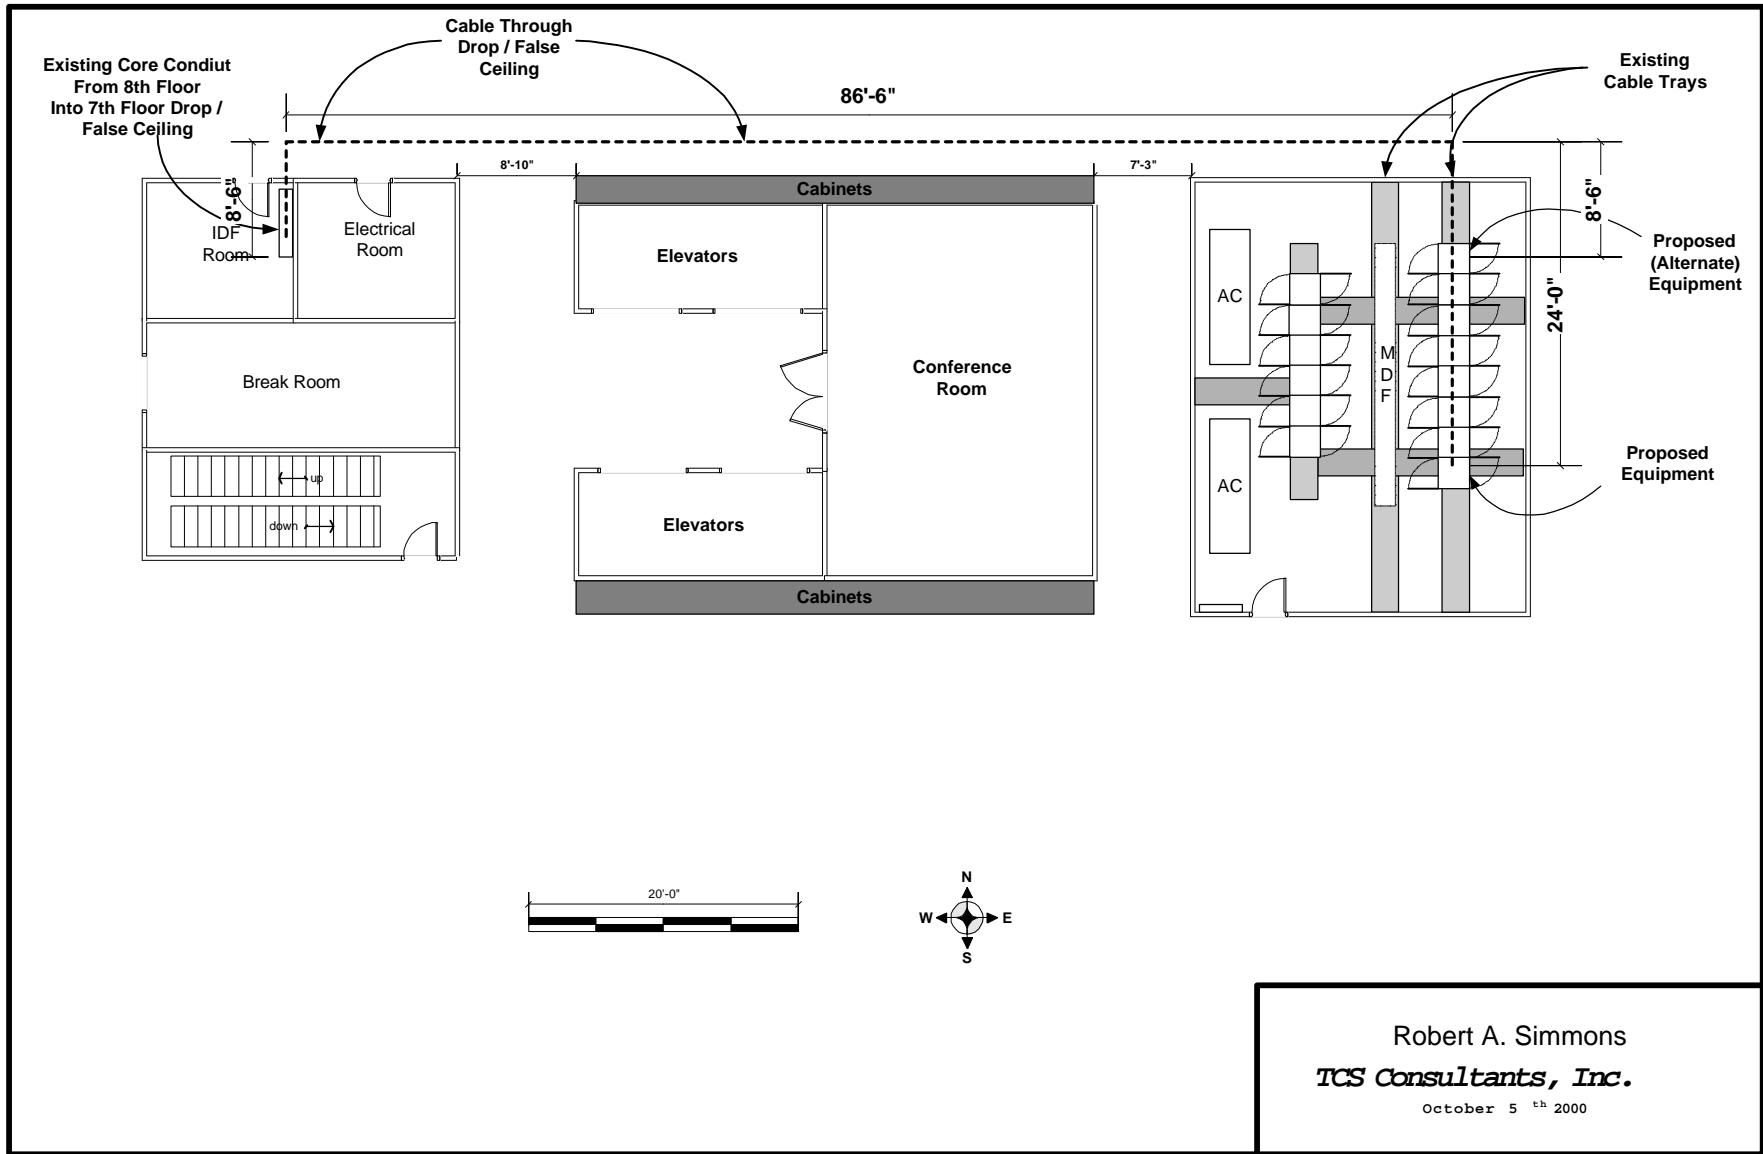 Cable Through
Drop / False
Ceiling
Existing Core Condiut
From 8th Floor
Into 7th Floor Drop /
False Ceiling
Existing
Cable Trays
86'-6"
8'-10"
7'-3"
8'-6"
8'-6"
24'-0"
Cabinets
IDF
Room
Electrical
Room
Elevators
AC
Proposed
(Alternate)
Equipment
Break Room
Conference
Room
M
D
F
up
down
Elevators
AC
Proposed
Equipment
Cabinets
20'-0"
N
W
E
S
Robert A. Simmons
TCS Consultants, Inc.
October 5 th 2000